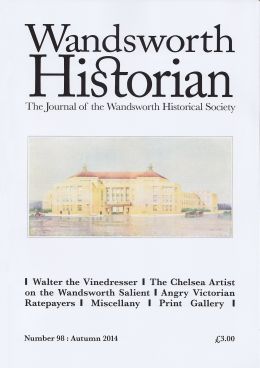 Wandsworth
Historian
The Journal of the Wandsworth Historical Society
❙ Walter the Vinedresser ❙ The Chelsea Artist
on the Wandsworth Salient ❙ Angry Victorian
Ratepayers ❙ Miscellany ❙ Print Gallery ❙
Number 98 : Autumn 2014 £3.00